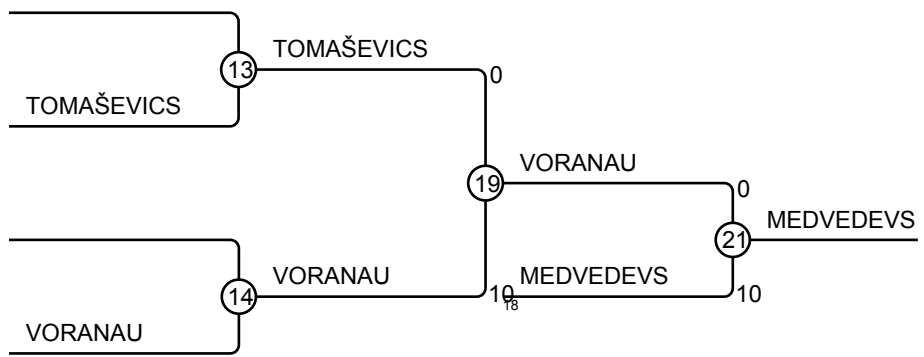 13
TOMAŠEVICS
0
TOMAŠEVICS
19
VORANAU
0
21
MEDVEDEVS
14
VORANAU
10
18
MEDVEDEVS
10
VORANAU